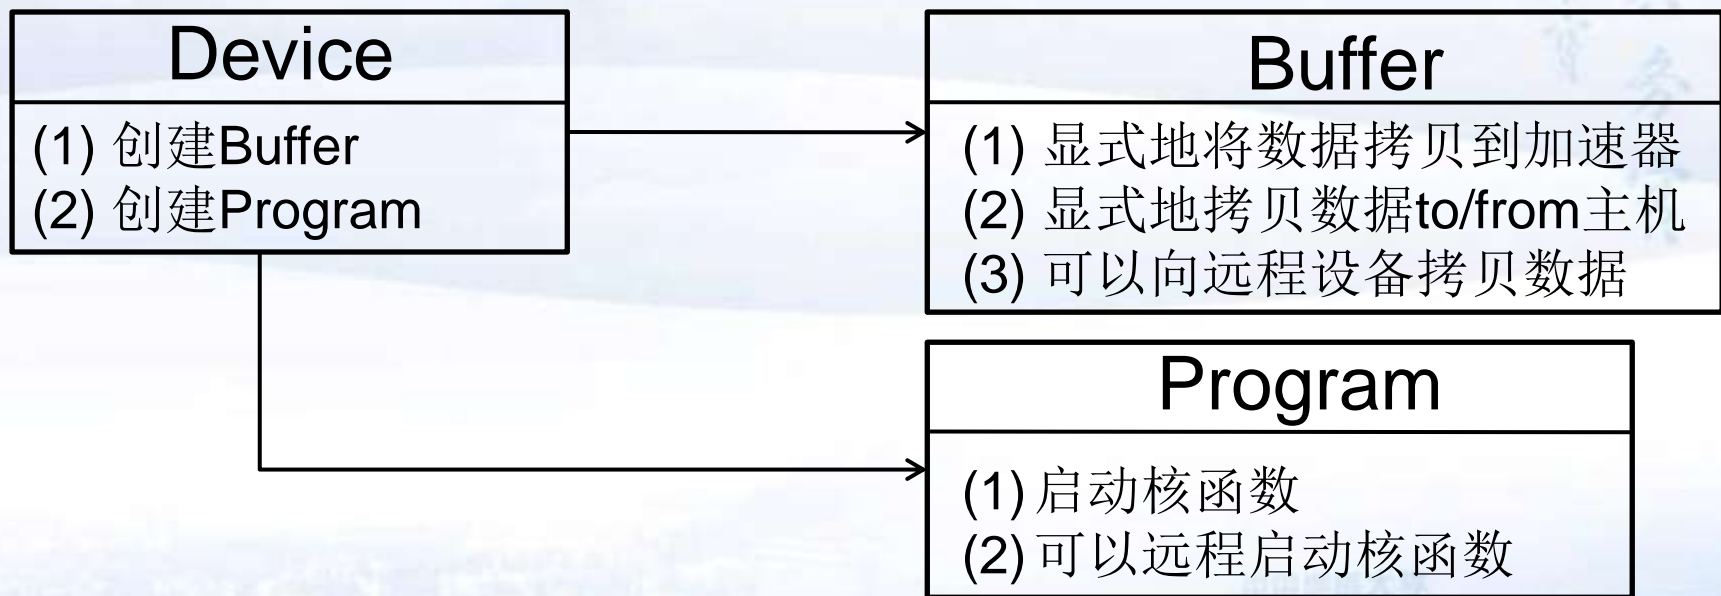 Device
(1) 创建Buffer
(2) 创建Program
Buffer
(1) 显式地将数据拷贝到加速器
(2) 显式地拷贝数据to/from主机
(3) 可以向远程设备拷贝数据
Program
(1) 启动核函数
(2) 可以远程启动核函数